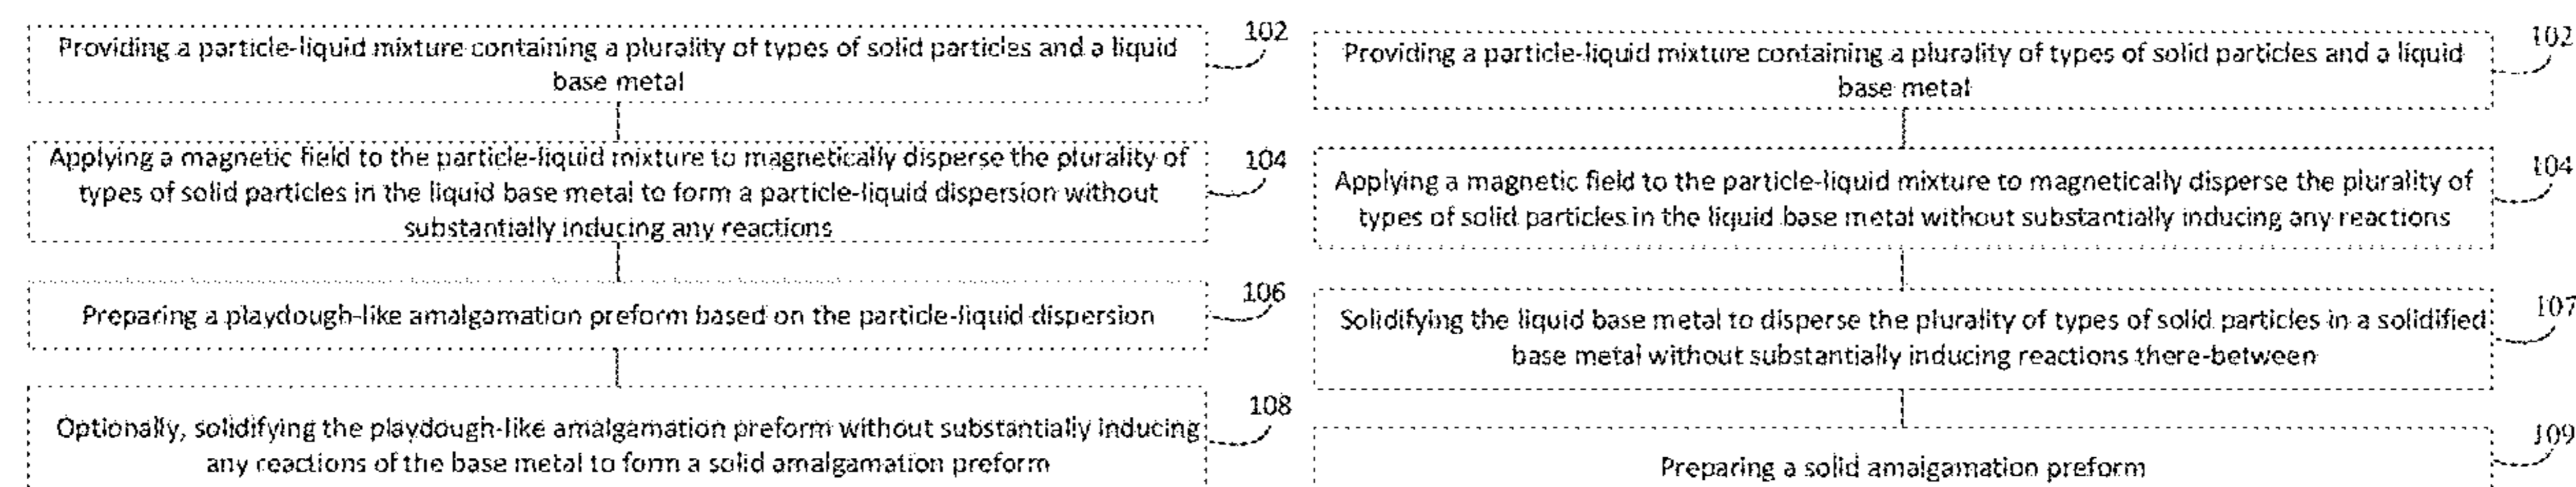 Providing a particle-liquid mixture containing a plurality of types of solid particles and a liquid
base metal
102
Applying a magnetic field to the particle-liquid mixture to magnetically disperse the plurality of
types of solid particles in the liquid base metal to form a particle-liquid dispersion without
substantially inducing any reactions
104
Preparing a playdough-like amalgamation preform based on the particle-liquid dispersion
106
Optionally, solidifying the playdough-like amalgamation preform without substantially inducing
any reactions of the base metal to form a solid amalgamation preform
108
Providing a particle-liquid mixture containing a plurality of types of solid particles and a liquid
base metal
102
Applying a magnetic field to the particle-liquid mixture to magnetically disperse the plurality of
types of solid particles in the liquid base metal without substantially inducing any reactions
104
Solidifying the liquid base metal to disperse the plurality of types of solid particles in a solidified
base metal without substantially inducing reactions there-between
107
Preparing a solid amalgamation preform
109